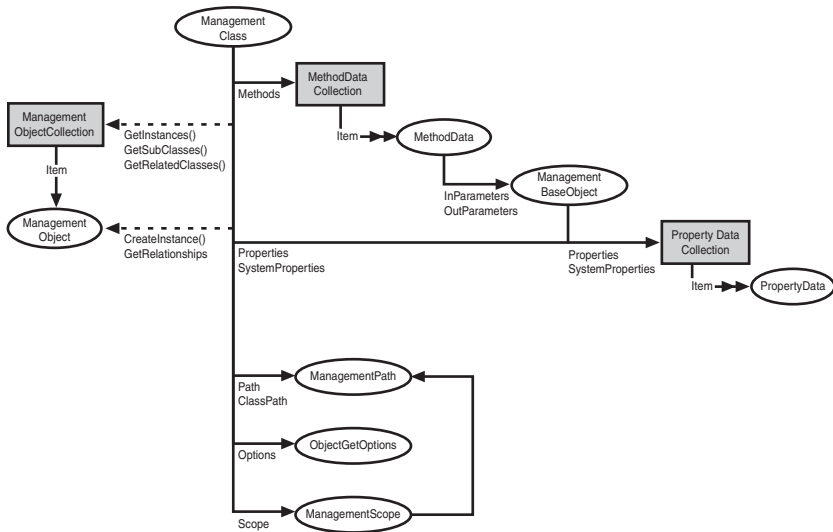 Management
Class
Methods
MethodData
Collection
Item
MethodData
Management
ObjectCollection
GetInstances()
GetSubClasses()
GetRelatedClasses()
Item
Management
Object
CreateInstance()
GetRelationships
InParameters
OutParameters
Management
BaseObject
Properties
SystemProperties
Properties
SystemProperties
Property Data
Collection
Item
PropertyData
Path
ClassPath
ManagementPath
Options
ObjectGetOptions
Scope
ManagementScope